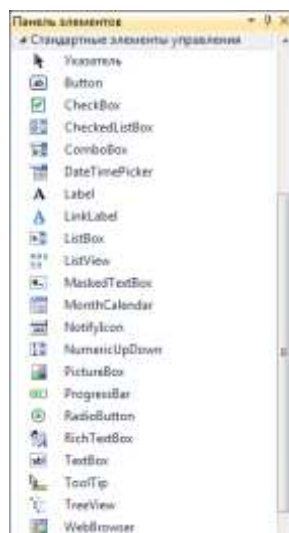 Панель элементов
Стандартные элементы управления
Указатель
Button
CheckBox
CheckedListBox
ComboBox
DateTimePicker
Label
LinkLabel
ListBox
ListView
MaskedTextBox
MonthCalendar
NotifyIcon
NumericUpDown
PictureBox
ProgressBar
RadioButton
RichTextBox
TextBox
ToolTip
TreeView
WebBrowser